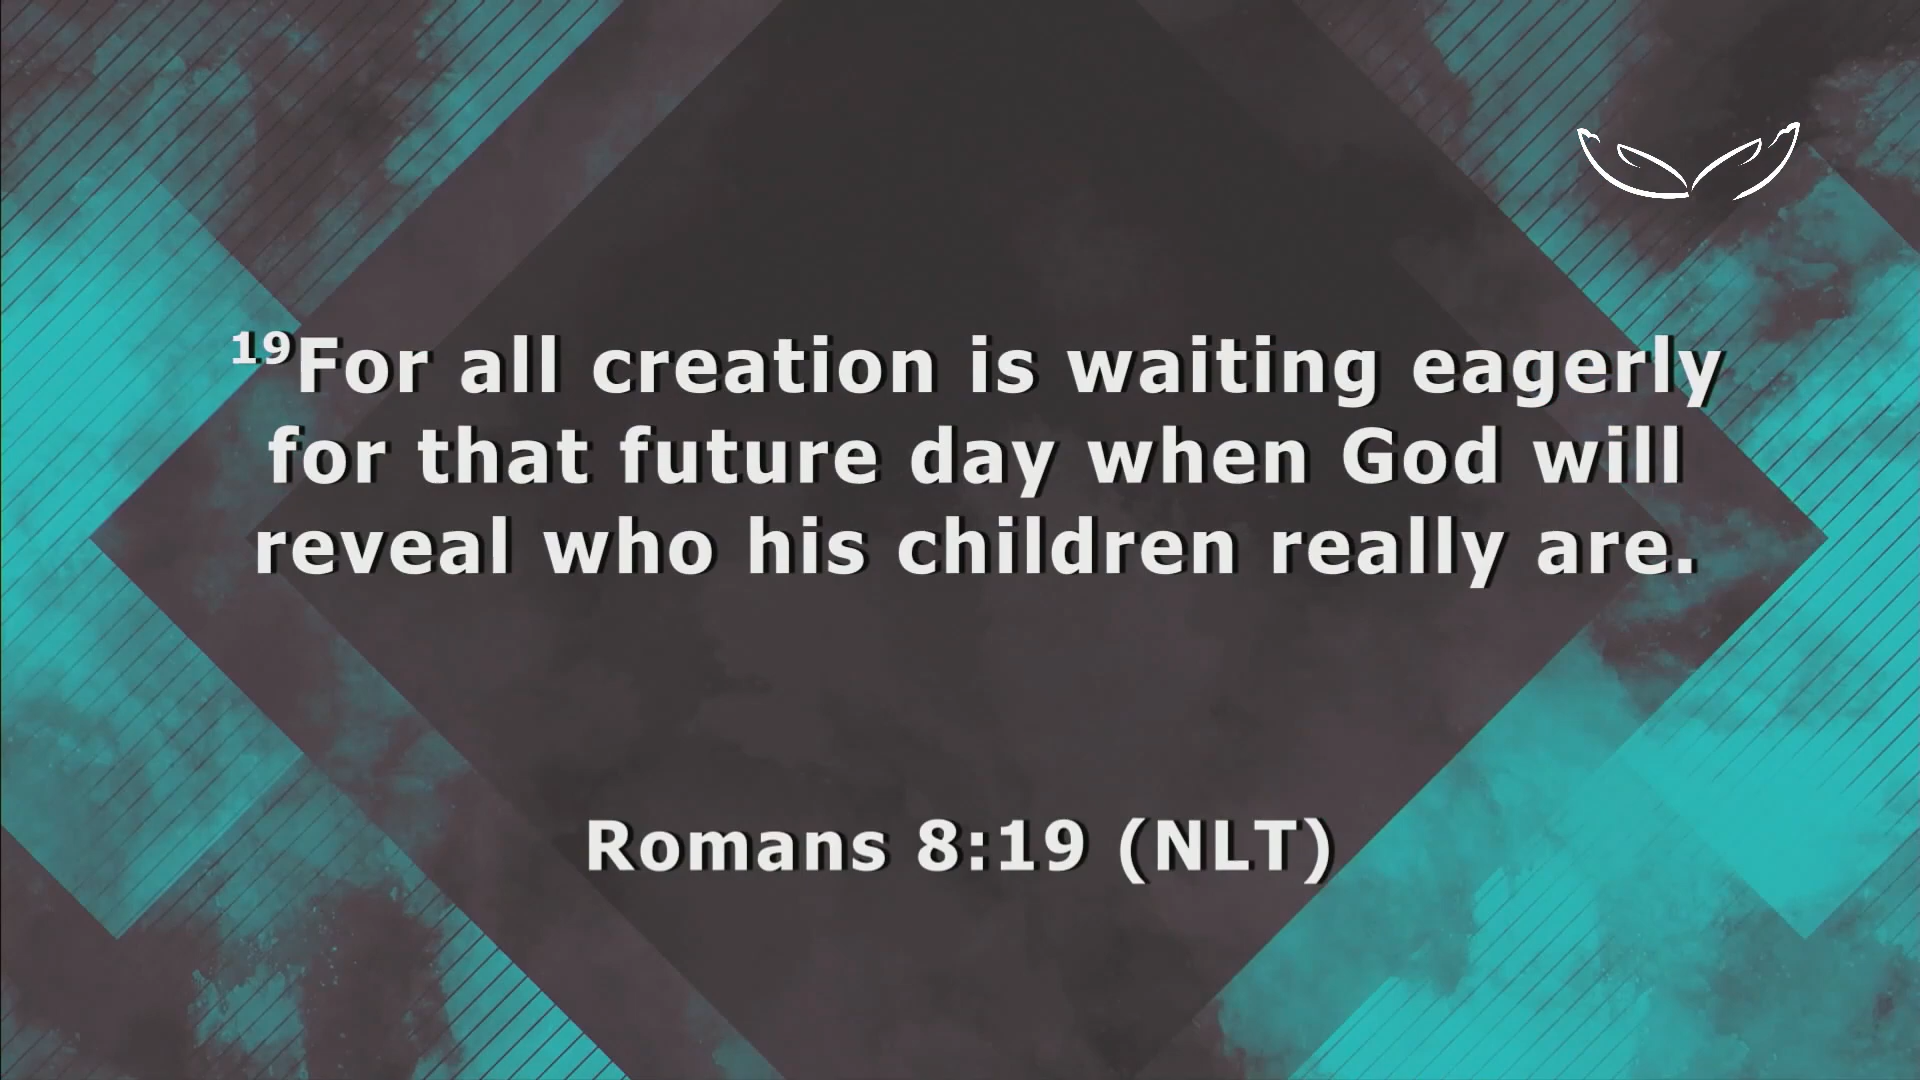 ¹⁹For all creation is waiting eagerly
for that future day when God will
reveal who his children really are.
Romans 8:19 (NLT)